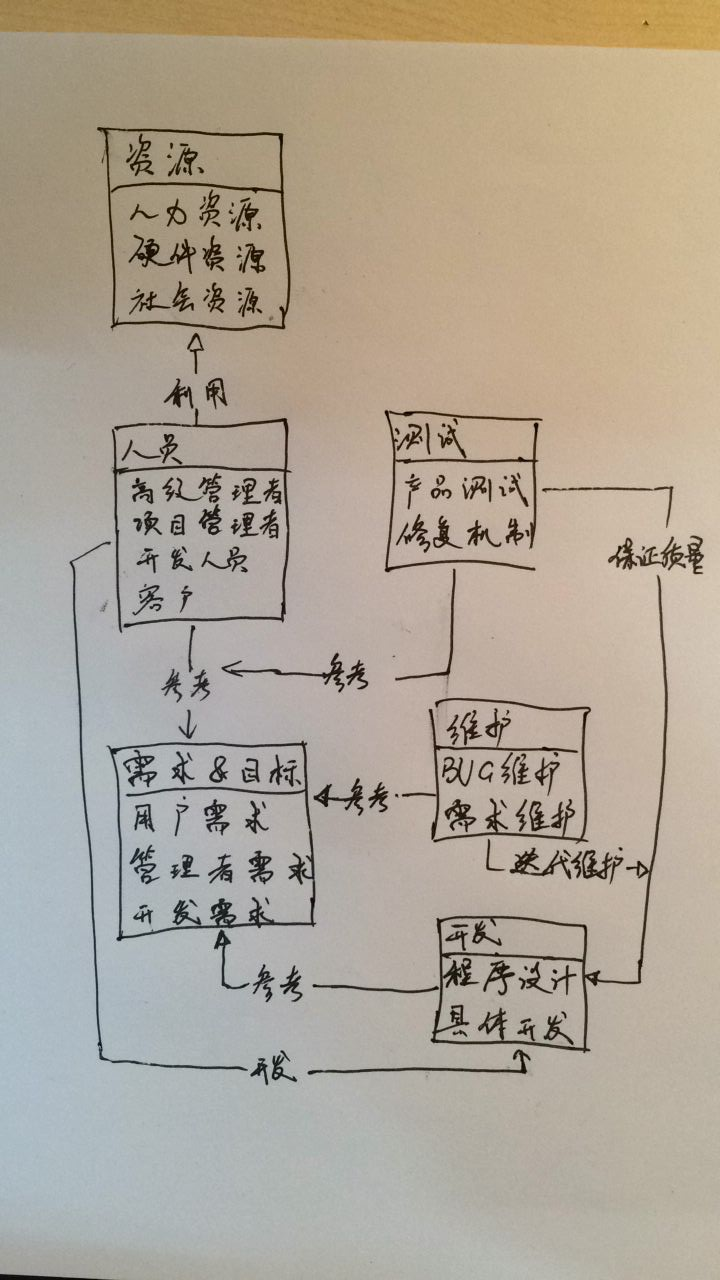 资源
人力资源
硬件资源
社会资源
利用
人员
高级管理者
项目管理者
开发人员
客户
测试
产品测试
修复机制
保证质量
参考
参考
维护
BUG维护
需求维护
迭代维护
需求&目标
用户需求
管理者需求
开发需求
参考
开发
程序设计
具体开发
参考
开发